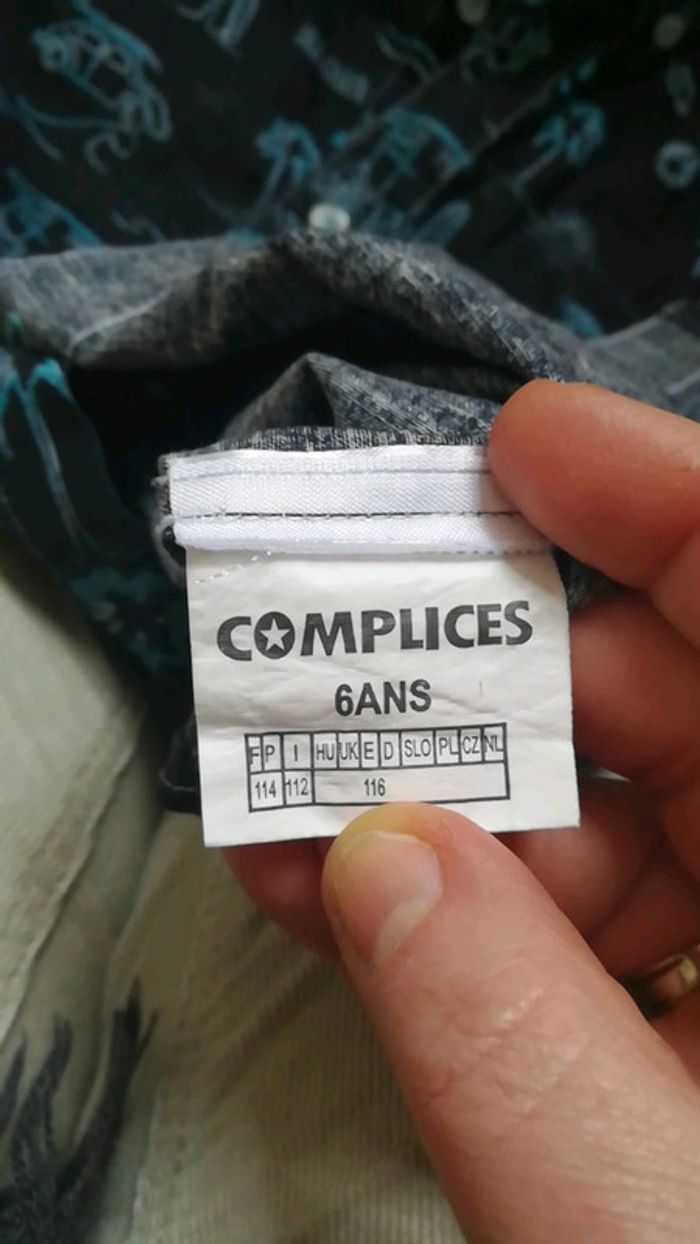 COMPLICES
6ANS
F P I HU UK E D SLO PL CZ NL
114 112 116